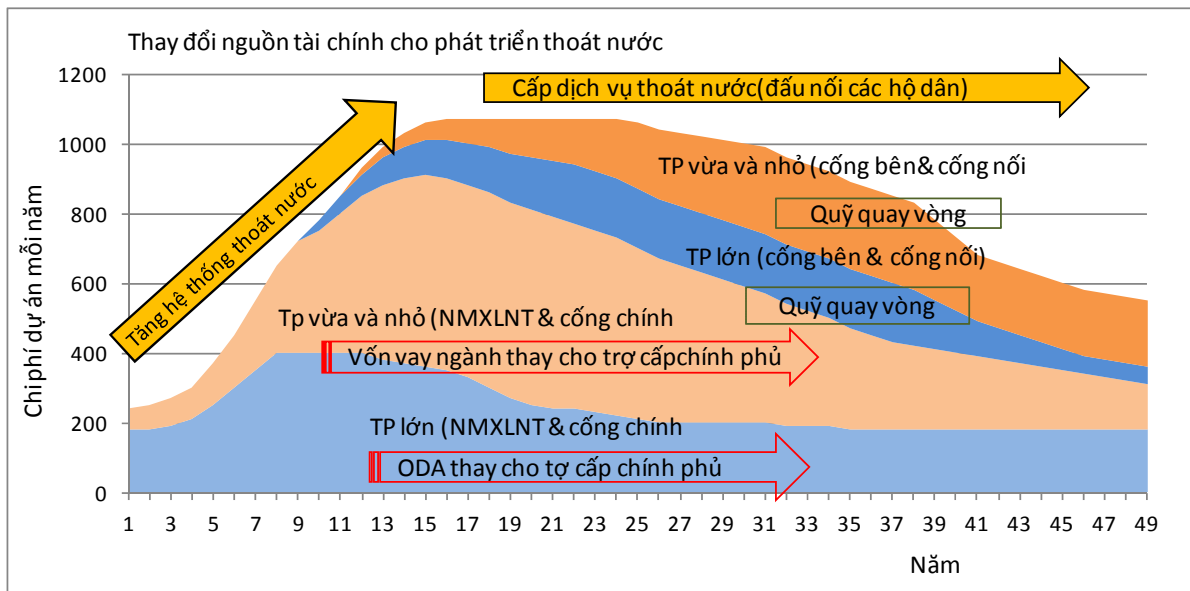 Thay đổi nguồn tài chính cho phát triển thoát nước
1200
1000
800
600
400
200
0
Chi phí dự án mỗi năm
Tăng hệ thống thoát nước
Cấp dịch vụ thoát nước(đấu nối các hộ dân)
TP vừa và nhỏ (cống bên& cống nối
Quỹ quay vòng
TP lớn (cống bên & cống nối)
Quỹ quay vòng
Tp vừa và nhỏ (NMXLNT & cống chính
Vốn vay ngành thay cho trợ cấpchính phủ
TP lớn (NMXLNT & cống chính
ODA thay cho tợ cấp chính phủ
1 3 5 7 9 11 13 15 17 19 21 23 25 27 29 31 33 35 37 39 41 43 45 47 49
Năm